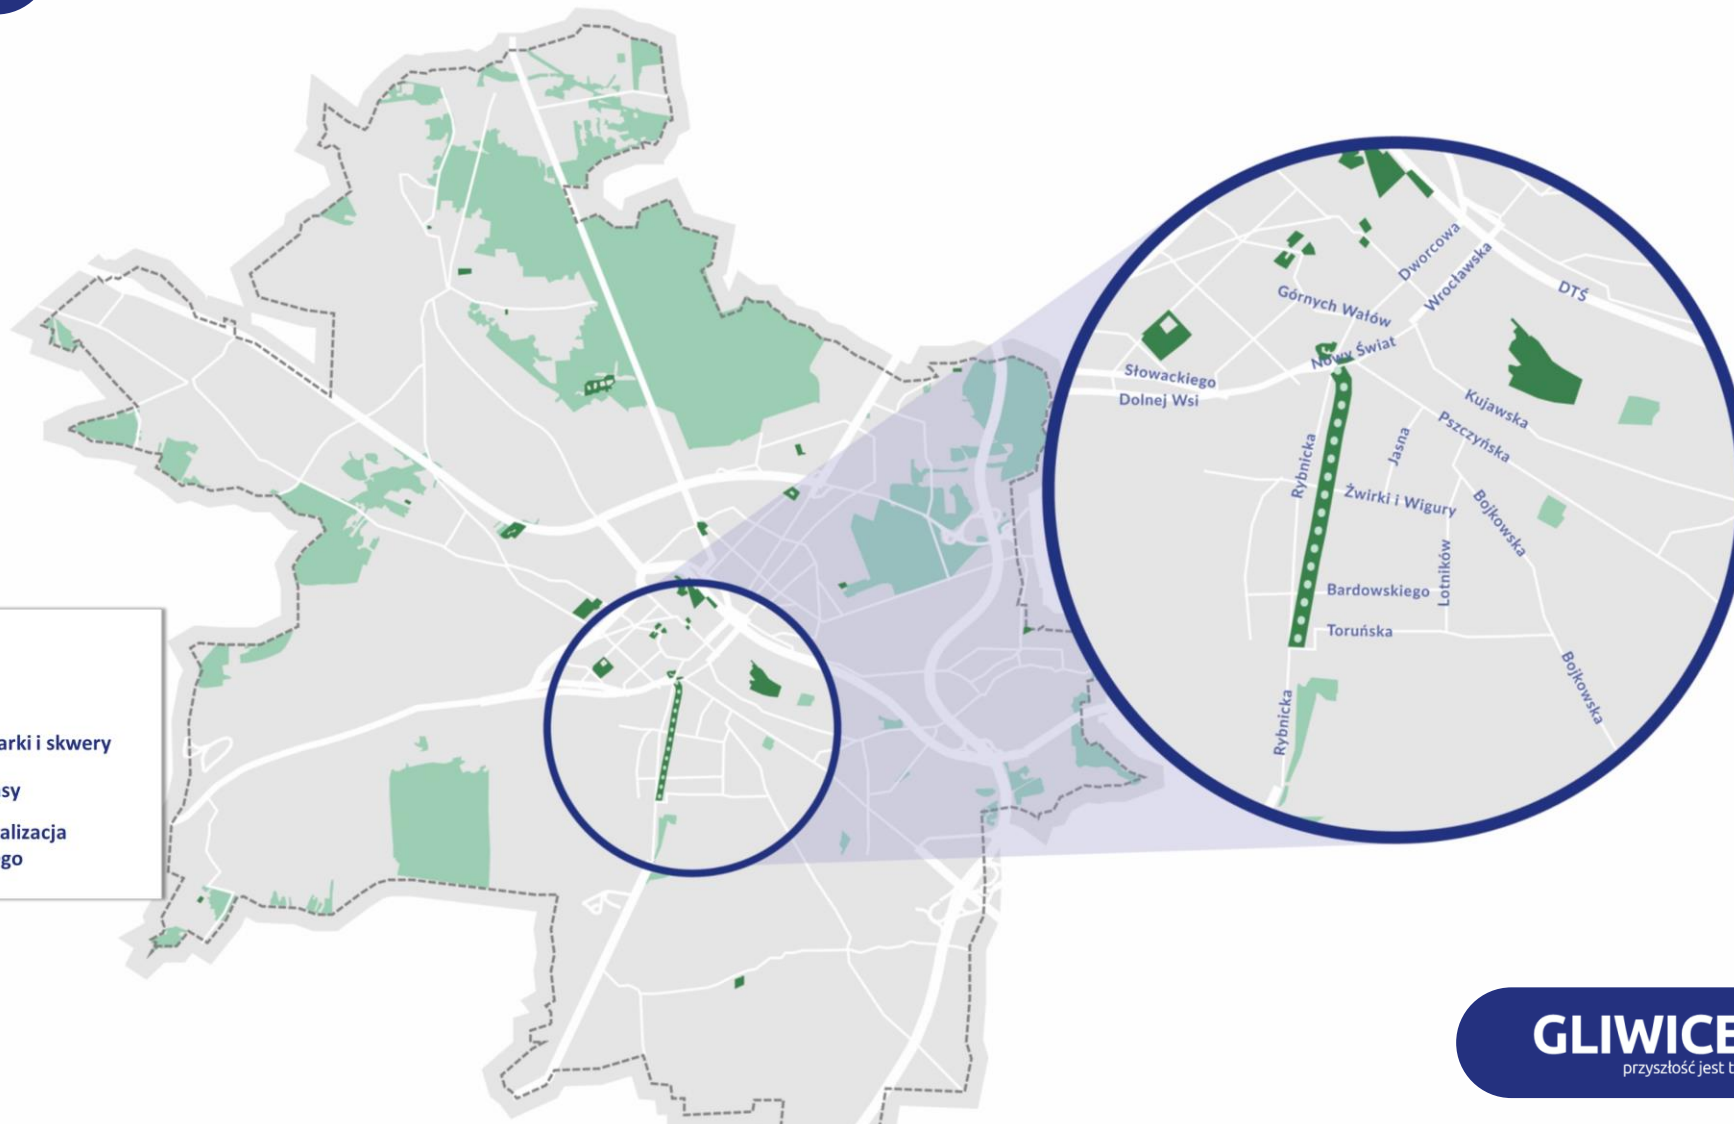 arki i skwery
sy
alizacja
go
Dworcowa
Wrocławska
DTŚ
Górnych Wałów
Nowy Świat
Słowackiego
Dolnej Wsi
Kujawska
Pszczyńska
Jasna
Rybnicka
Żwirki i Wigury
Bojkowska
Lotników
Bardowskiego
Toruńska
Bojkowska
Rybnicka
GLIWICE
przyszłość jest t